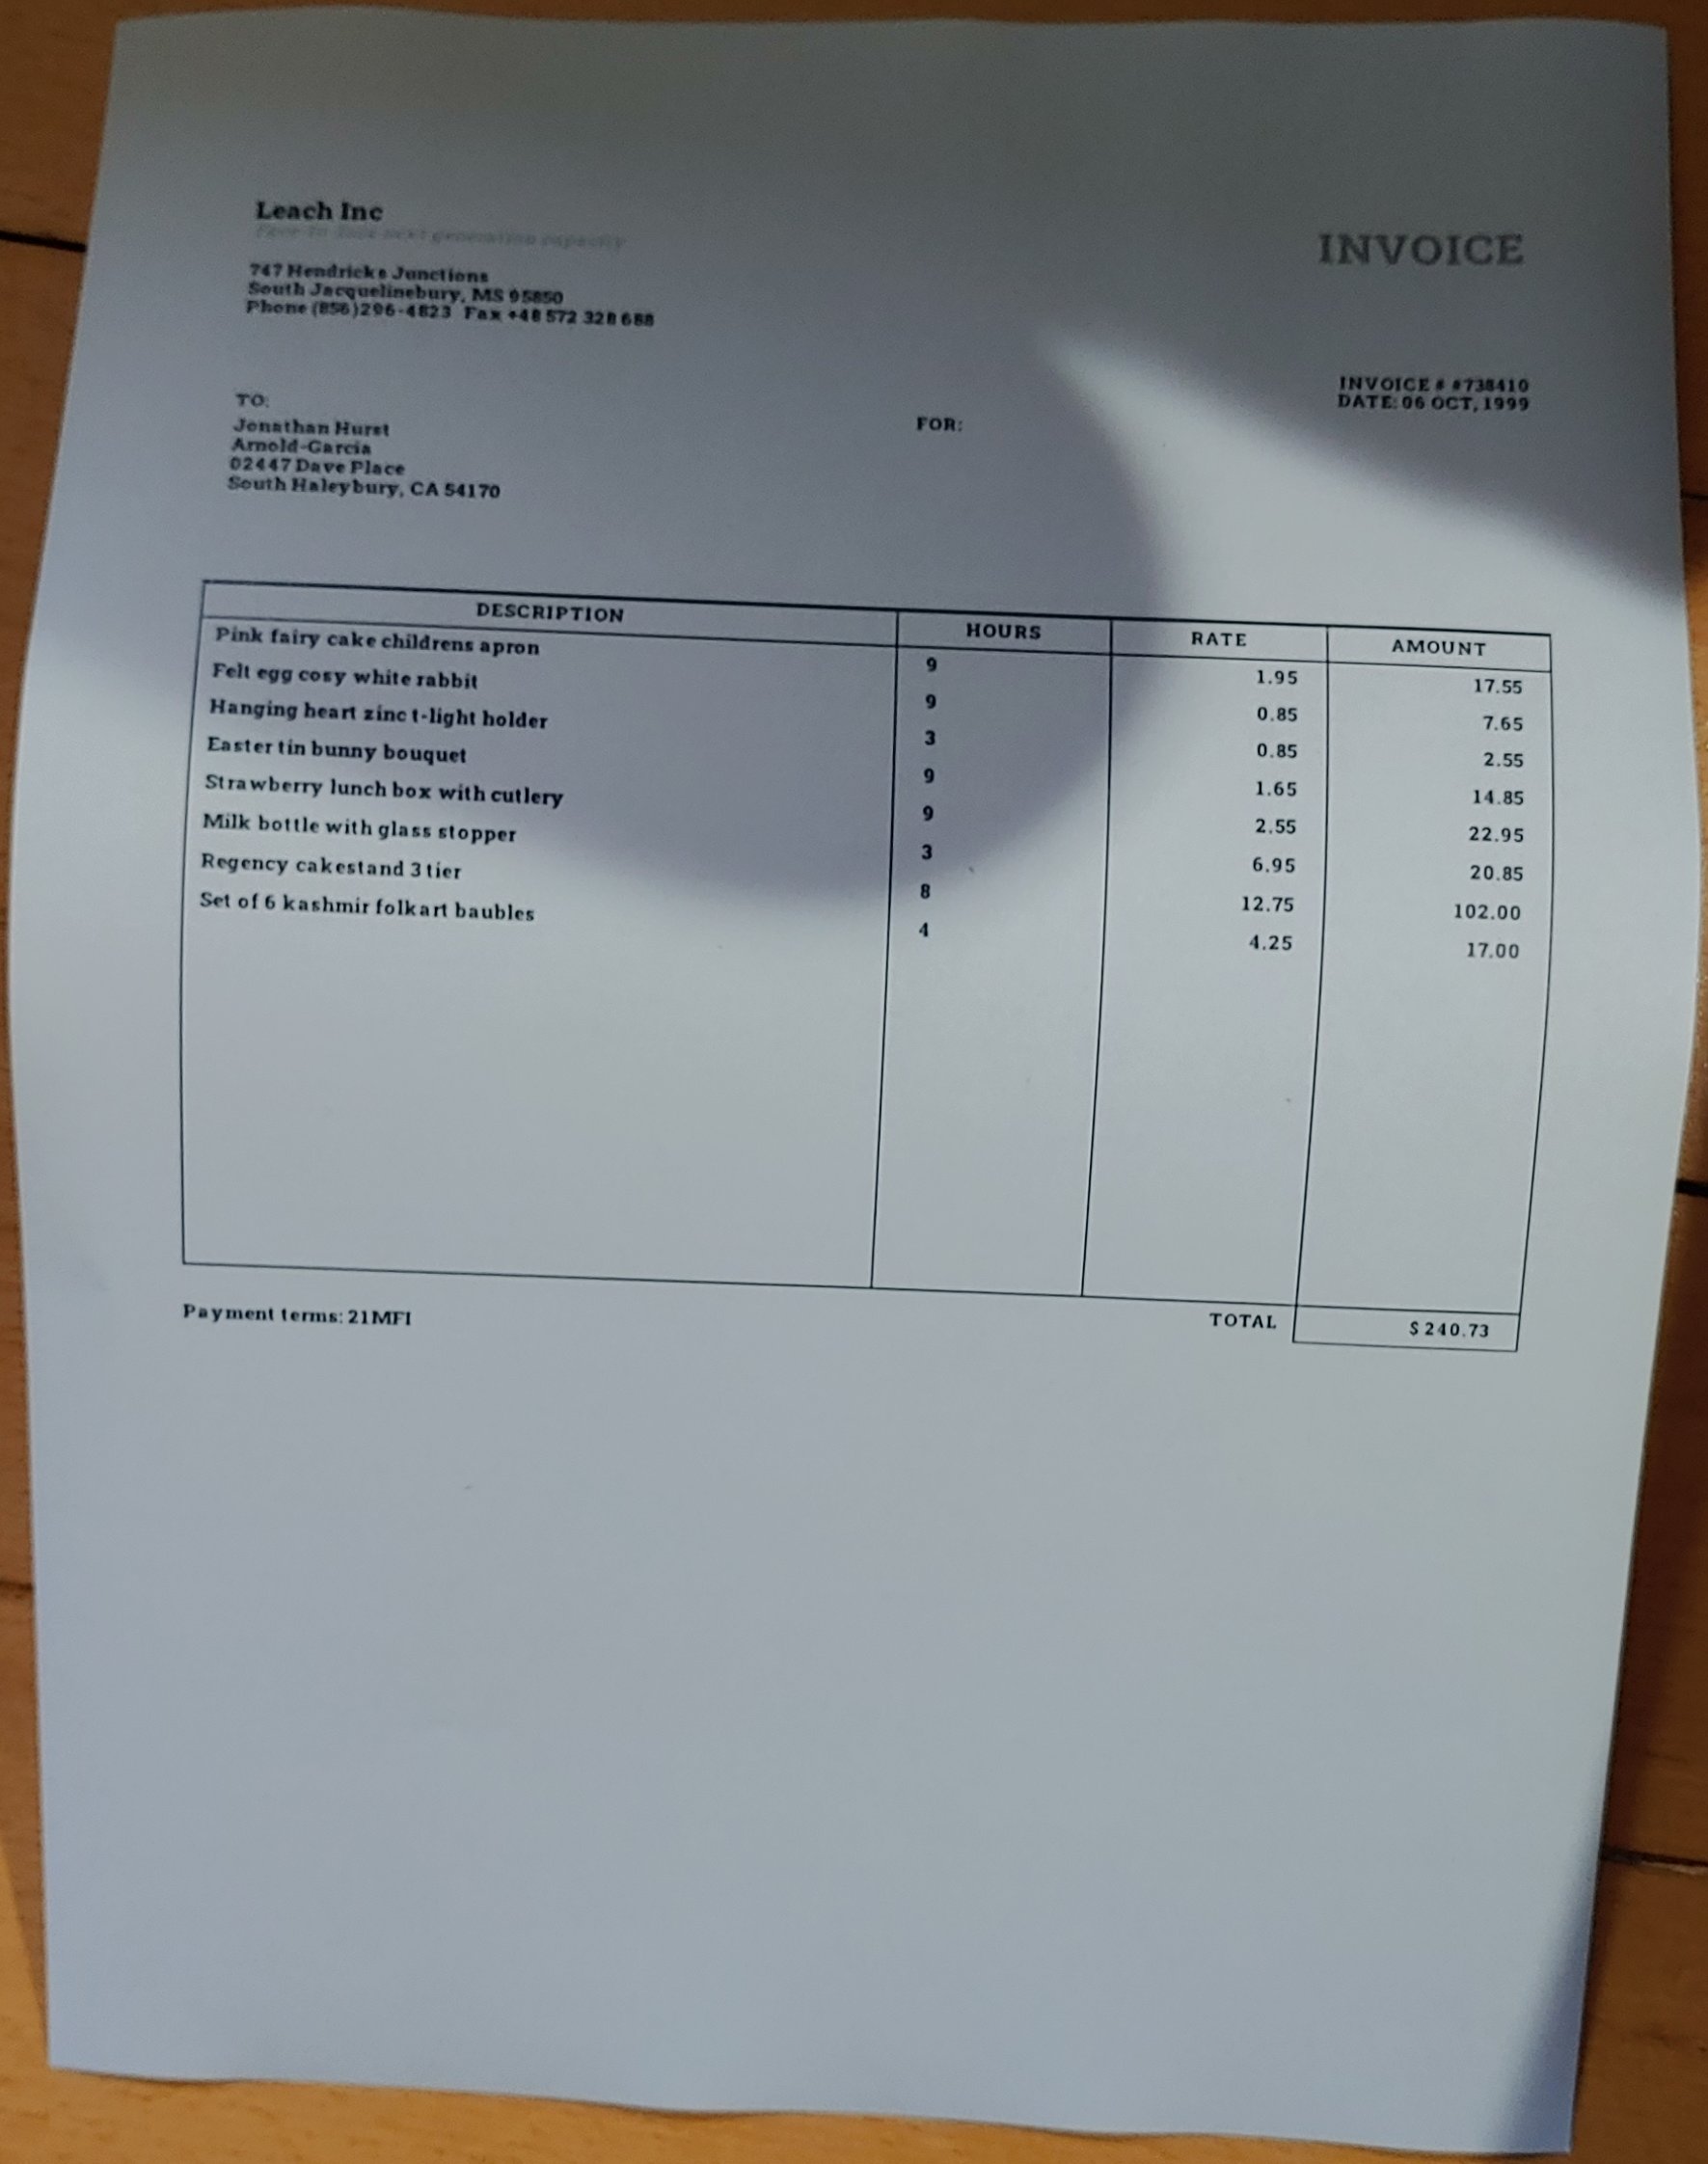 Leach Inc
Face-to-face next generation capacity
INVOICE
747 Hendricks Junctions
South Jacquelinebury, MS 95850
Phone (856)296-4823 Fax +48 572 328 688
INVOICE # #738410
DATE: 06 OCT, 1999
TO:
Jonathan Hurst
Arnold-Garcia
02447 Dave Place
South Haleybury, CA 54170
FOR:
DESCRIPTION HOURS RATE AMOUNT
Pink fairy cake childrens apron 9 1.95 17.55
Felt egg cosy white rabbit 9 0.85 7.65
Hanging heart zinc t-light holder 3 0.85 2.55
Easter tin bunny bouquet 9 1.65 14.85
Strawberry lunch box with cutlery 9 2.55 22.95
Milk bottle with glass stopper 3 6.95 20.85
Regency cakestand 3 tier 8 12.75 102.00
Set of 6 kashmir folkart baubles 4 4.25 17.00
Payment terms: 21MFI TOTAL $ 240.73